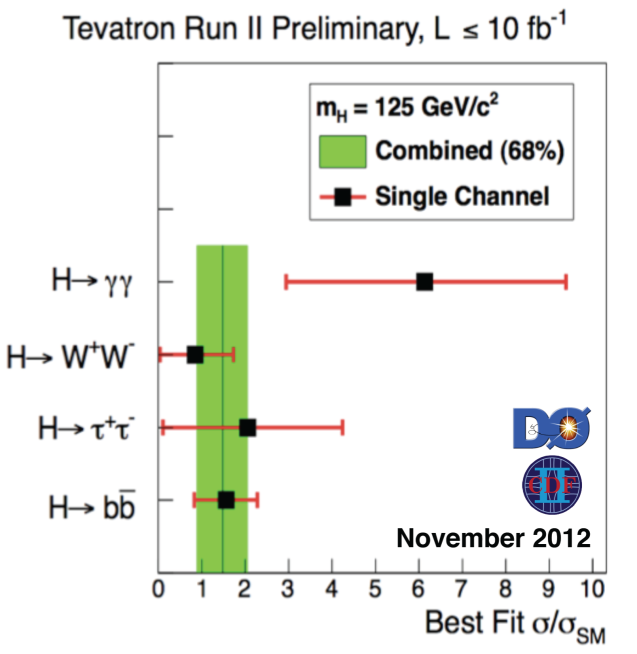 Tevatron Run II Preliminary, L ≤ 10 fb⁻¹
m_H = 125 GeV/c²
Combined (68%)
Single Channel
H→ γγ
H→ W⁺W⁻
H→ τ⁺τ⁻
H→ bb̅
DØ
CDF
II
November 2012
0 1 2 3 4 5 6 7 8 9 10
Best Fit σ/σ_SM